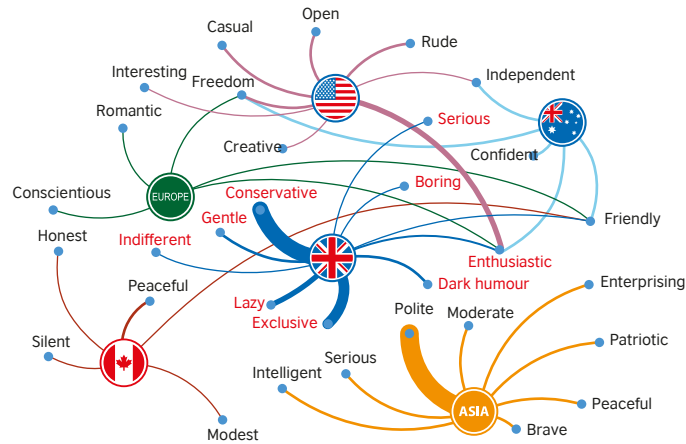 Open
Casual
Rude
Interesting
Freedom
Independent
Romantic
Serious
Creative
Confident
Conscientious
EUROPE
Conservative
Boring
Gentle
Friendly
Honest
Indifferent
Enthusiastic
Peaceful
Lazy
Dark humour
Enterprising
Exclusive
Polite
Moderate
Silent
Serious
Patriotic
Intelligent
ASIA
Peaceful
Modest
Brave